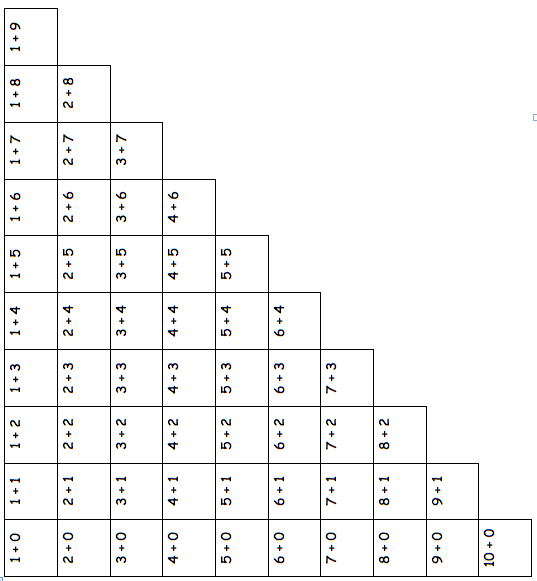 1 + 0 1 + 1 1 + 2 1 + 3 1 + 4 1 + 5 1 + 6 1 + 7 1 + 8 1 + 9
2 + 0 2 + 1 2 + 2 2 + 3 2 + 4 2 + 5 2 + 6 2 + 7 2 + 8
3 + 0 3 + 1 3 + 2 3 + 3 3 + 4 3 + 5 3 + 6 3 + 7
4 + 0 4 + 1 4 + 2 4 + 3 4 + 4 4 + 5 4 + 6
5 + 0 5 + 1 5 + 2 5 + 3 5 + 4 5 + 5
6 + 0 6 + 1 6 + 2 6 + 3 6 + 4
7 + 0 7 + 1 7 + 2 7 + 3
8 + 0 8 + 1 8 + 2
9 + 0 9 + 1
10 + 0